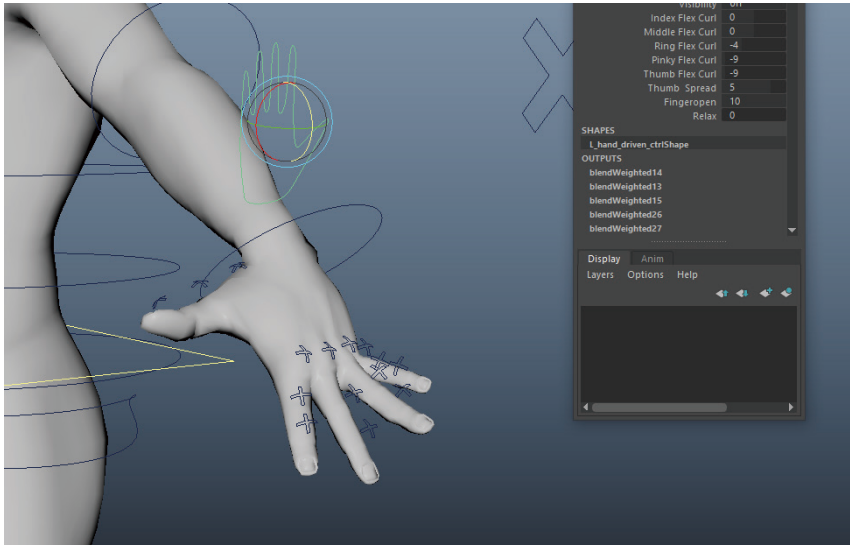 Visibility off
Index Flex Curl 0
Middle Flex Curl 0
Ring Flex Curl -4
Pinky Flex Curl -9
Thumb Flex Curl -9
Thumb Spread 5
Fingeropen 10
Relax 0
SHAPES
L_hand_driven_ctrlShape
OUTPUTS
blendWeighted14
blendWeighted13
blendWeighted15
blendWeighted26
blendWeighted27
Display Anim
Layers Options Help